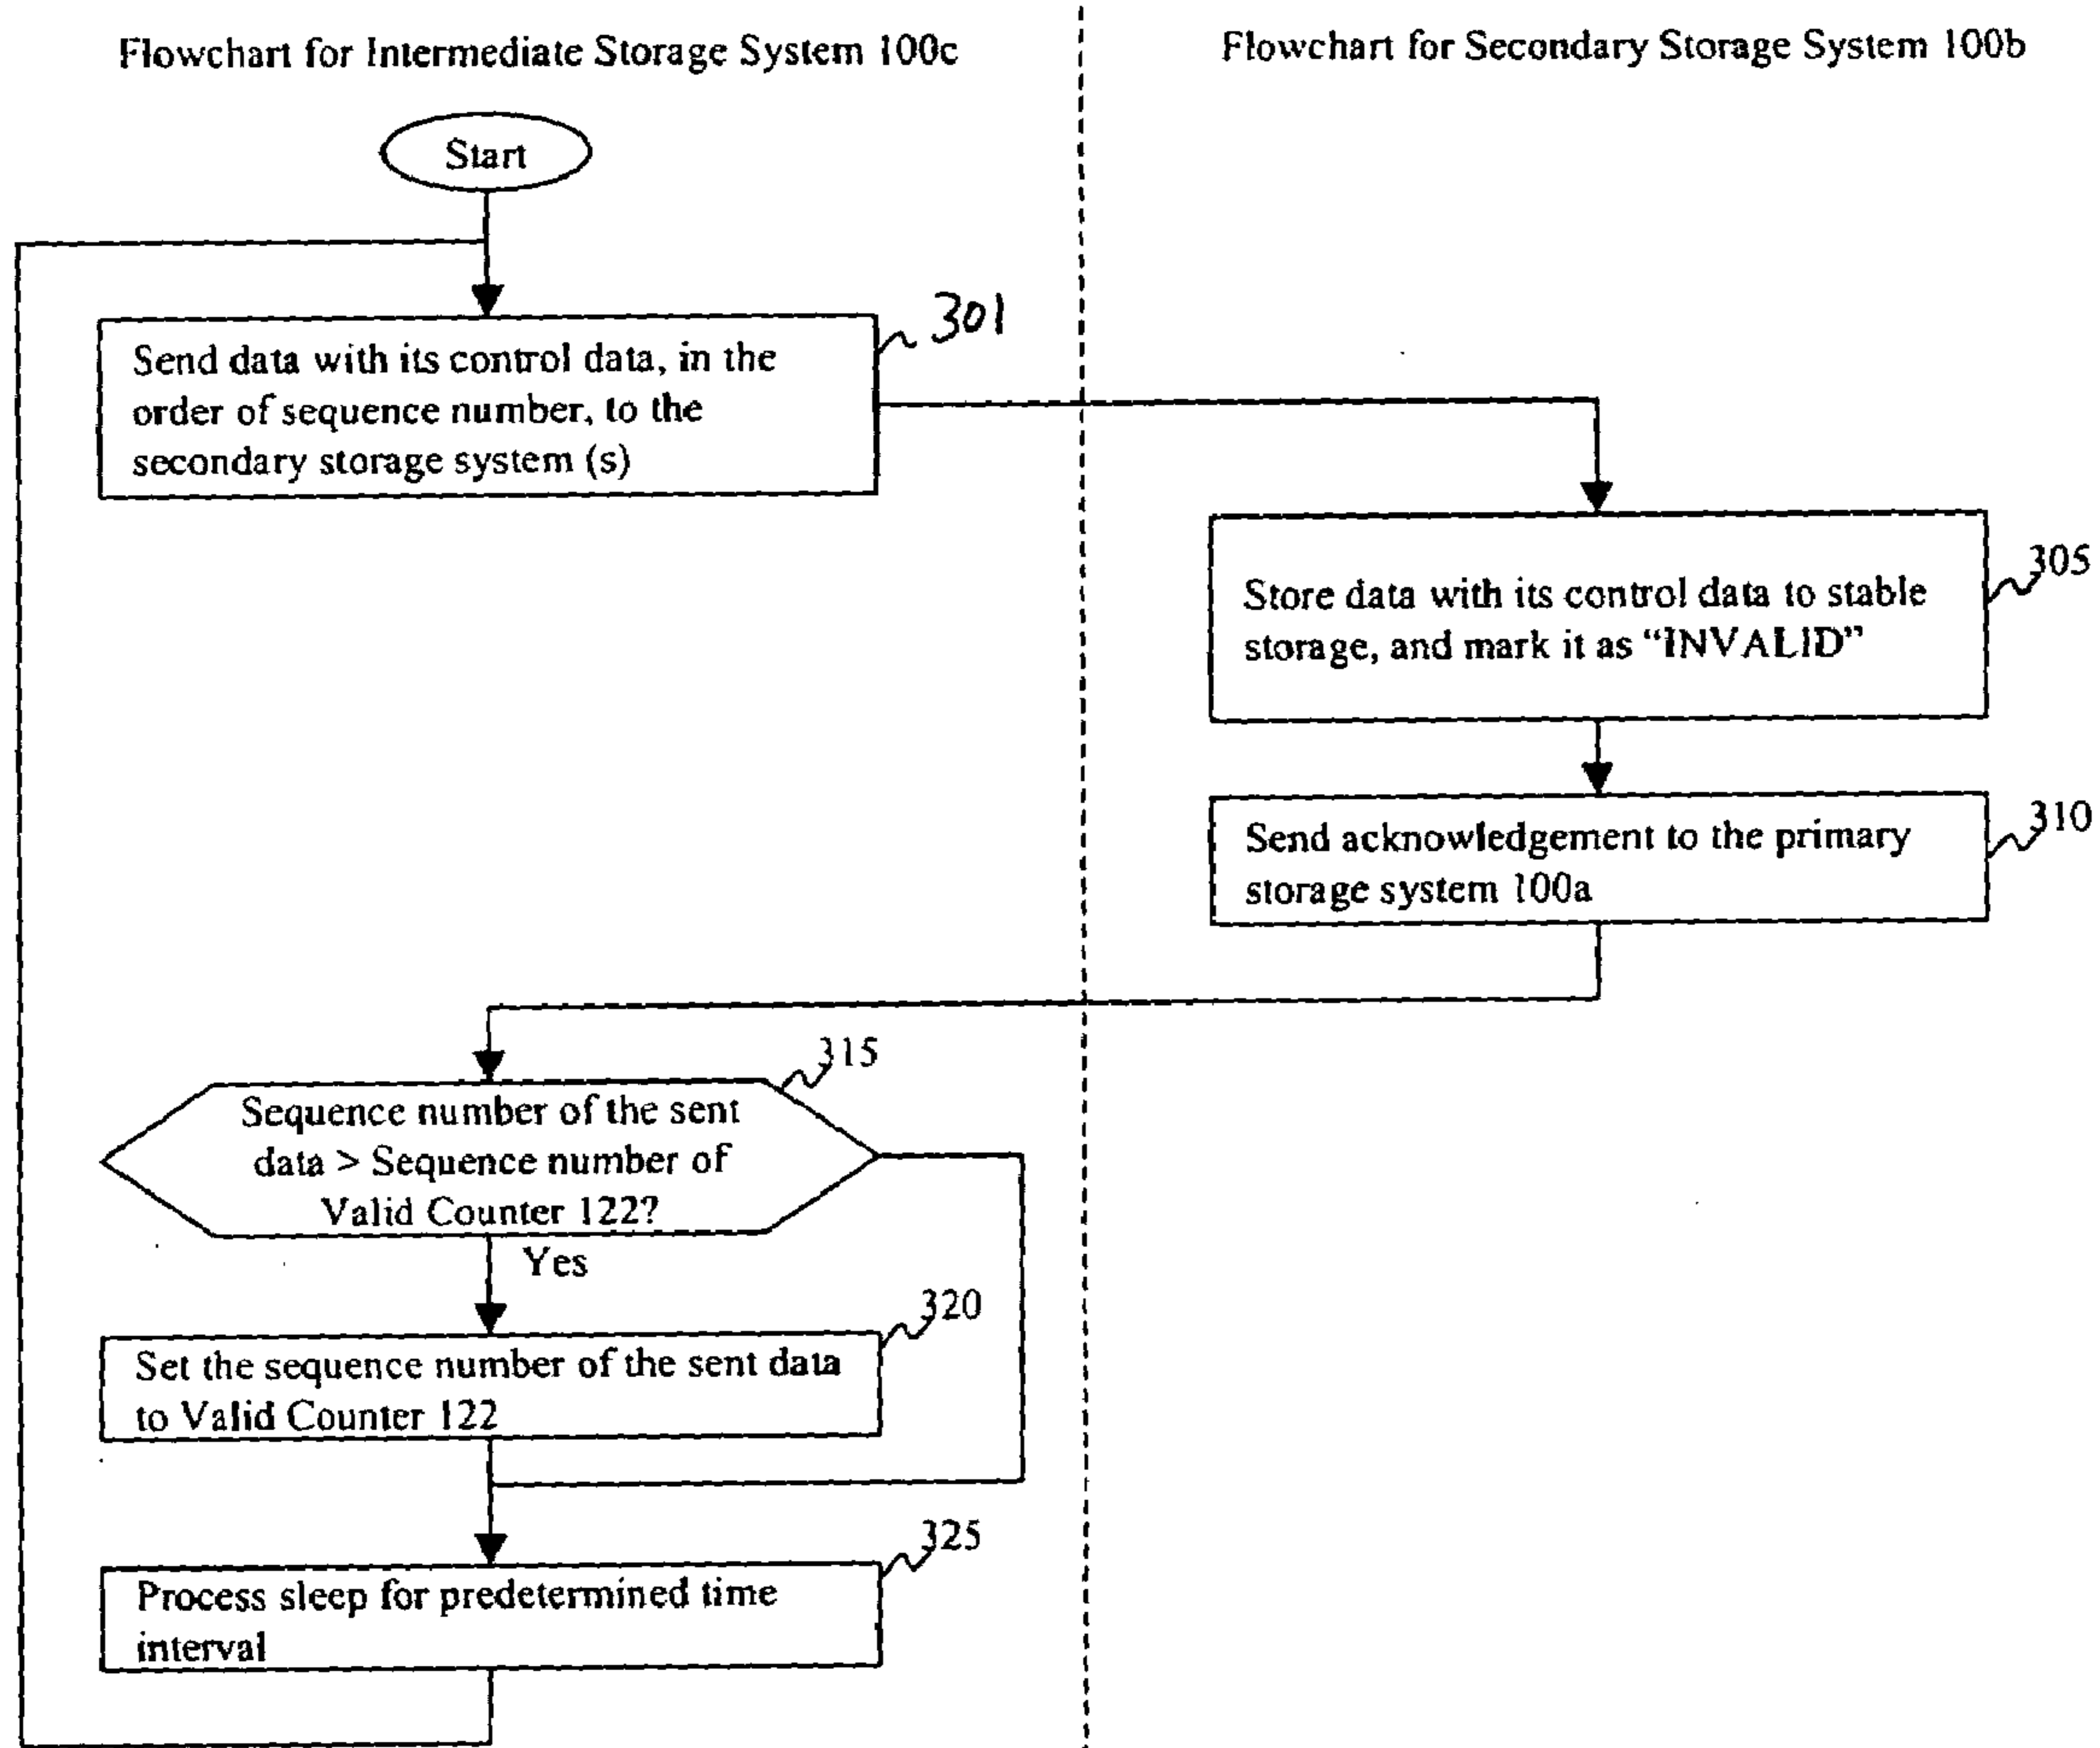 Flowchart for Intermediate Storage System 100c
Flowchart for Secondary Storage System 100b
Start
301
Send data with its control data, in the
order of sequence number, to the
secondary storage system (s)
305
Store data with its control data to stable
storage, and mark it as “INVALID”
310
Send acknowledgement to the primary
storage system 100a
315
Sequence number of the sent
data > Sequence number of
Valid Counter 122?
Yes
320
Set the sequence number of the sent data
to Valid Counter 122
325
Process sleep for predetermined time
interval